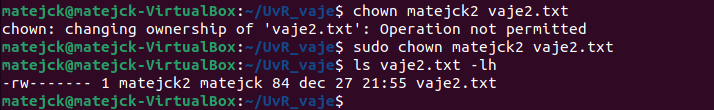 matejck@matejck-VirtualBox:~/UvR_vaje$ chown matejck2 vaje2.txt
chown: changing ownership of 'vaje2.txt': Operation not permitted
matejck@matejck-VirtualBox:~/UvR_vaje$ sudo chown matejck2 vaje2.txt
matejck@matejck-VirtualBox:~/UvR_vaje$ ls vaje2.txt -lh
-rw------- 1 matejck2 matejck 84 dec 27 21:55 vaje2.txt
matejck@matejck-VirtualBox:~/UvR_vaje$